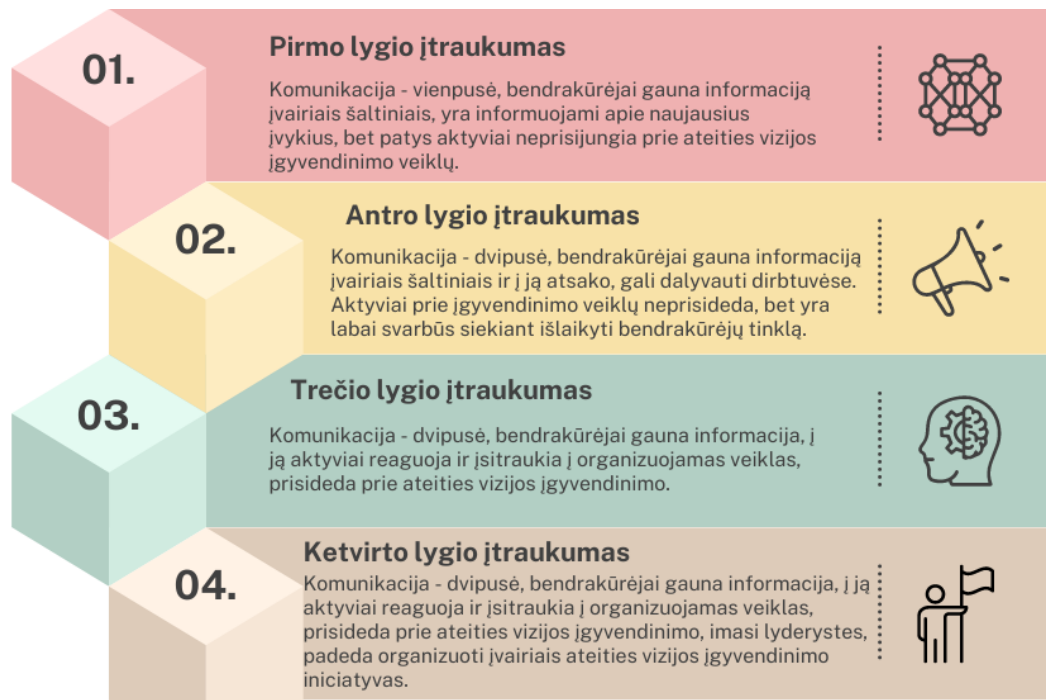 01.
Pirmo lygio įtraukumas
Komunikacija - vienpusė, bendrakūrėjai gauna informaciją
įvairiais šaltiniais, yra informuojami apie naujausius
įvykius, bet patys aktyviai neprisijungia prie ateities vizijos
įgyvendinimo veiklų.
02.
Antro lygio įtraukumas
Komunikacija - dvipusė, bendrakūrėjai gauna informaciją
įvairiais šaltiniais ir į ją atsako, gali dalyvauti dirbtuvėse.
Aktyviai prie įgyvendinimo veiklų neprisideda, bet yra
labai svarbūs siekiant išlaikyti bendrakūrėjų tinklą.
03.
Trečio lygio įtraukumas
Komunikacija - dvipusė, bendrakūrėjai gauna informacija, į
ją aktyviai reaguoja ir įsitraukia į organizuojamas veiklas,
prisideda prie ateities vizijos įgyvendinimo.
04.
Ketvirto lygio įtraukumas
Komunikacija - dvipusė, bendrakūrėjai gauna informacija, į ją
aktyviai reaguoja ir įsitraukia į organizuojamas veiklas,
prisideda prie ateities vizijos įgyvendinimo, imasi lyderystes,
padeda organizuoti įvairiais ateities vizijos įgyvendinimo
iniciatyvas.